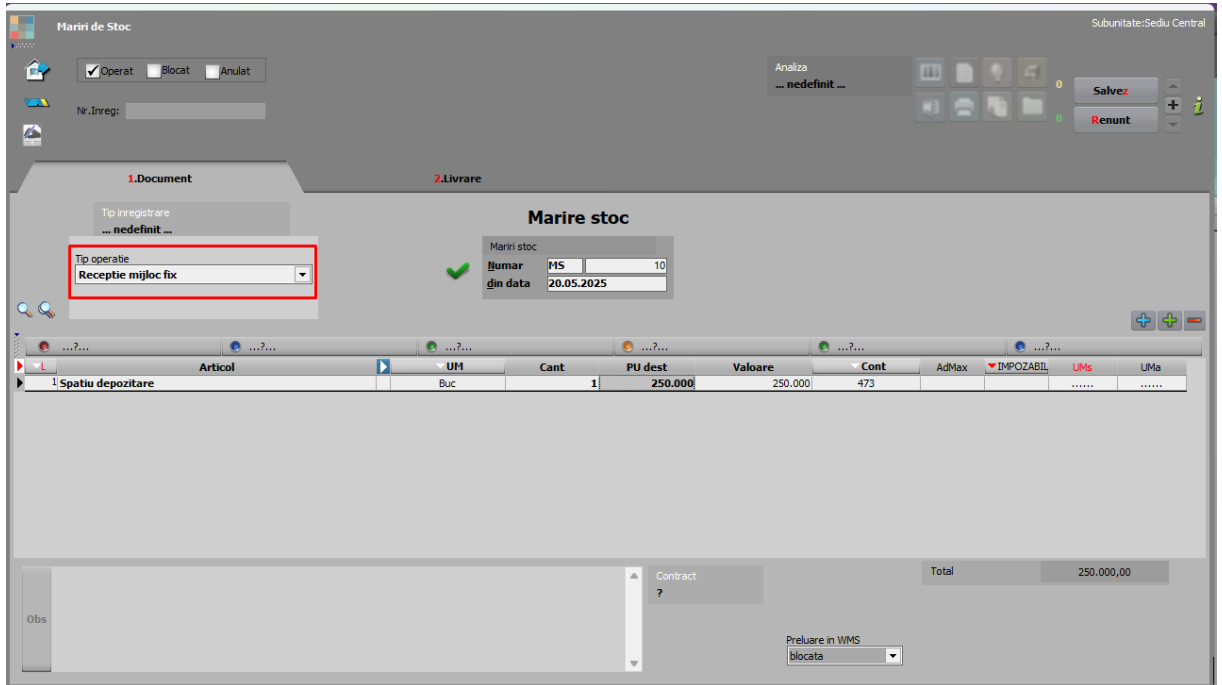 Mariri de Stoc
Subunitate:Sediu Central
Operat Blocat Anulat
Nr.Inreg:
Analiza
... nedefinit ...
0
0
Salvez
Renunt
1.Document
2.Livrare
Tip inregistrare
... nedefinit ...
Marire stoc
Tip operatie
Receptie mijloc fix
Mariri stoc
Numar MS 10
din data 20.05.2025
...?... ...?... ...?... ...?... ...?... ...?...
L Articol UM Cant PU dest Valoare Cont AdMax IMPOZABIL UMs UMa
1 Spatiu depozitare Buc 1 250.000 250.000 473 ...... ......
Obs
Contract
?
Total 250.000,00
Preluare in WMS
blocata